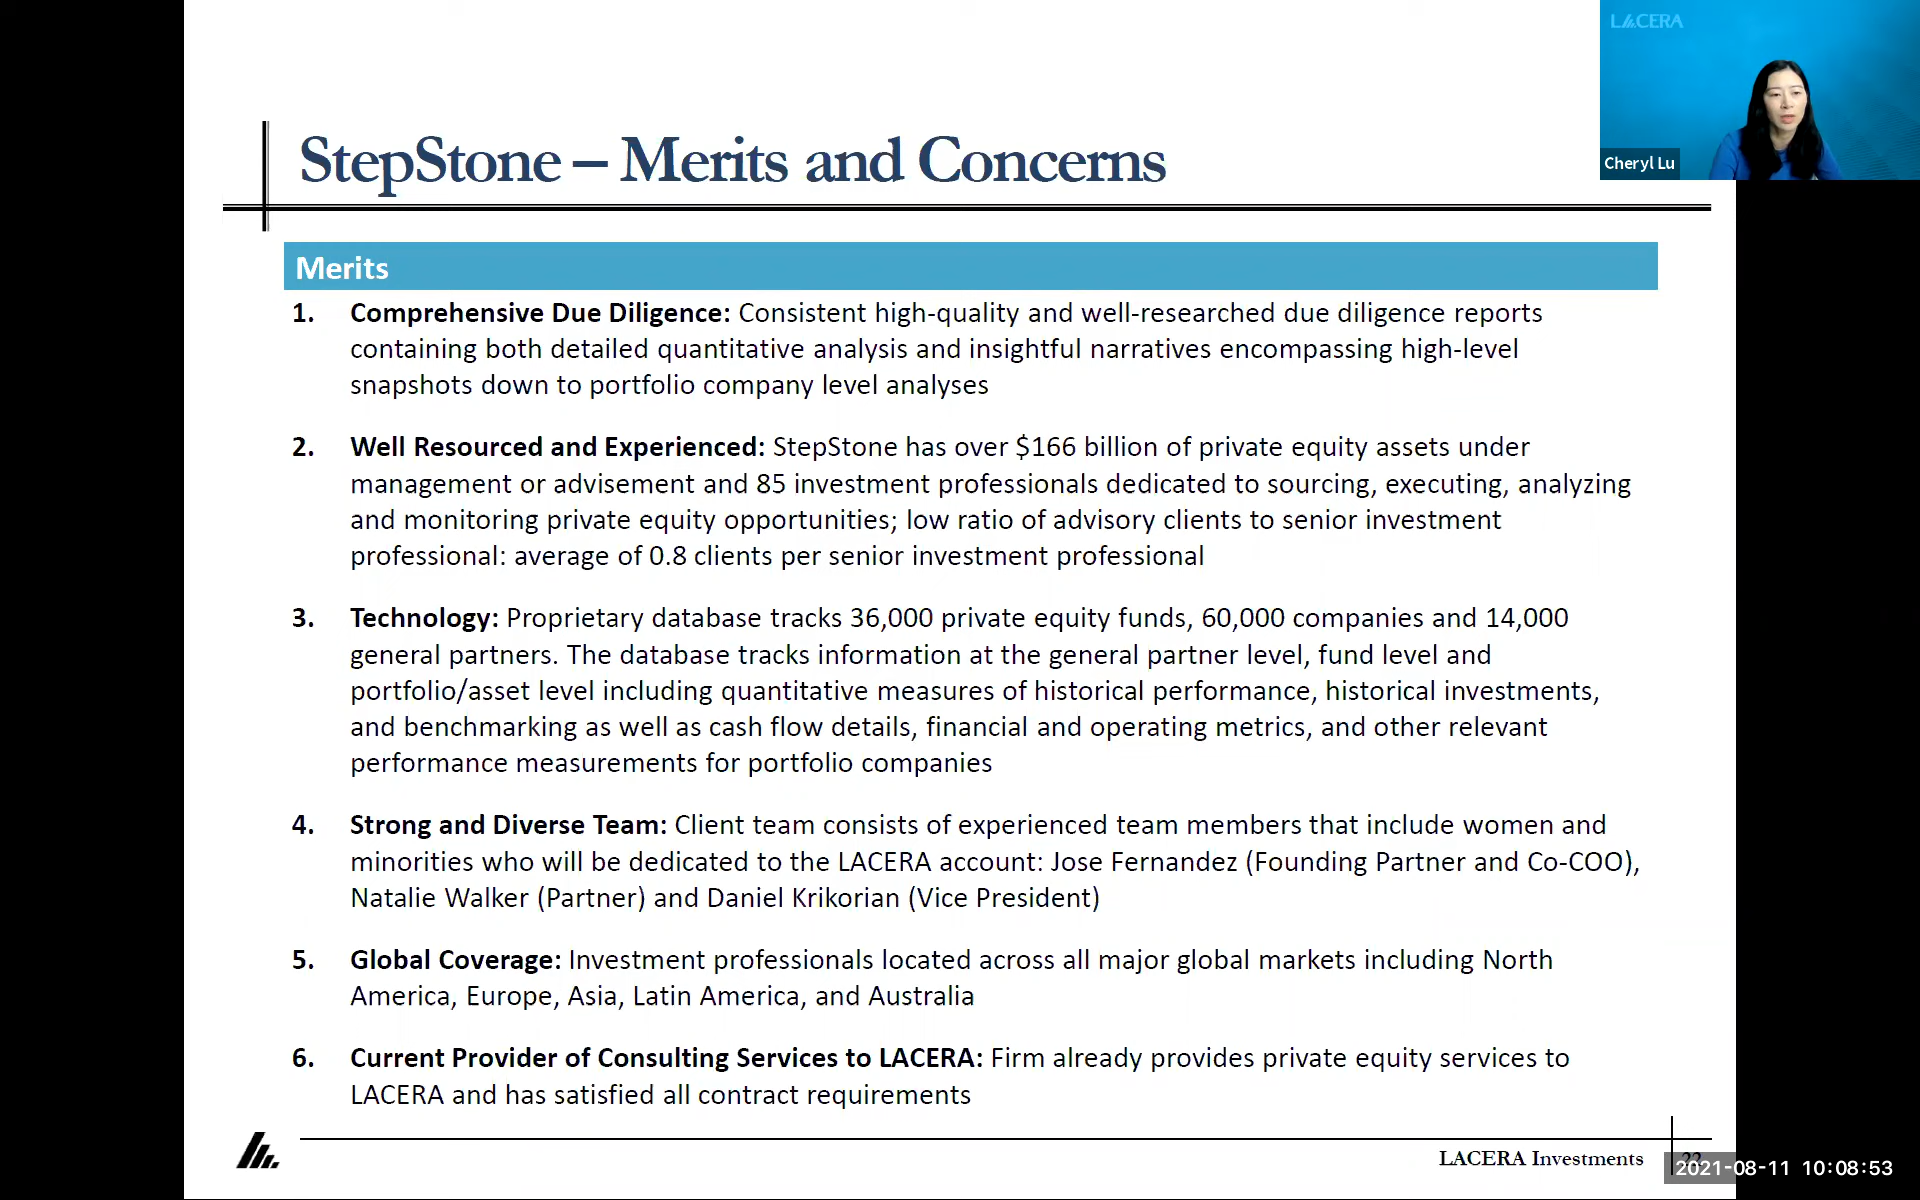 LACERA
Cheryl Lu
StepStone – Merits and Concerns
Merits
1. Comprehensive Due Diligence: Consistent high-quality and well-researched due diligence reports
containing both detailed quantitative analysis and insightful narratives encompassing high-level
snapshots down to portfolio company level analyses
2. Well Resourced and Experienced: StepStone has over $166 billion of private equity assets under
management or advisement and 85 investment professionals dedicated to sourcing, executing, analyzing
and monitoring private equity opportunities; low ratio of advisory clients to senior investment
professional: average of 0.8 clients per senior investment professional
3. Technology: Proprietary database tracks 36,000 private equity funds, 60,000 companies and 14,000
general partners. The database tracks information at the general partner level, fund level and
portfolio/asset level including quantitative measures of historical performance, historical investments,
and benchmarking as well as cash flow details, financial and operating metrics, and other relevant
performance measurements for portfolio companies
4. Strong and Diverse Team: Client team consists of experienced team members that include women and
minorities who will be dedicated to the LACERA account: Jose Fernandez (Founding Partner and Co-COO),
Natalie Walker (Partner) and Daniel Krikorian (Vice President)
5. Global Coverage: Investment professionals located across all major global markets including North
America, Europe, Asia, Latin America, and Australia
6. Current Provider of Consulting Services to LACERA: Firm already provides private equity services to
LACERA and has satisfied all contract requirements
LACERA Investments
2021-08-11 10:08:53